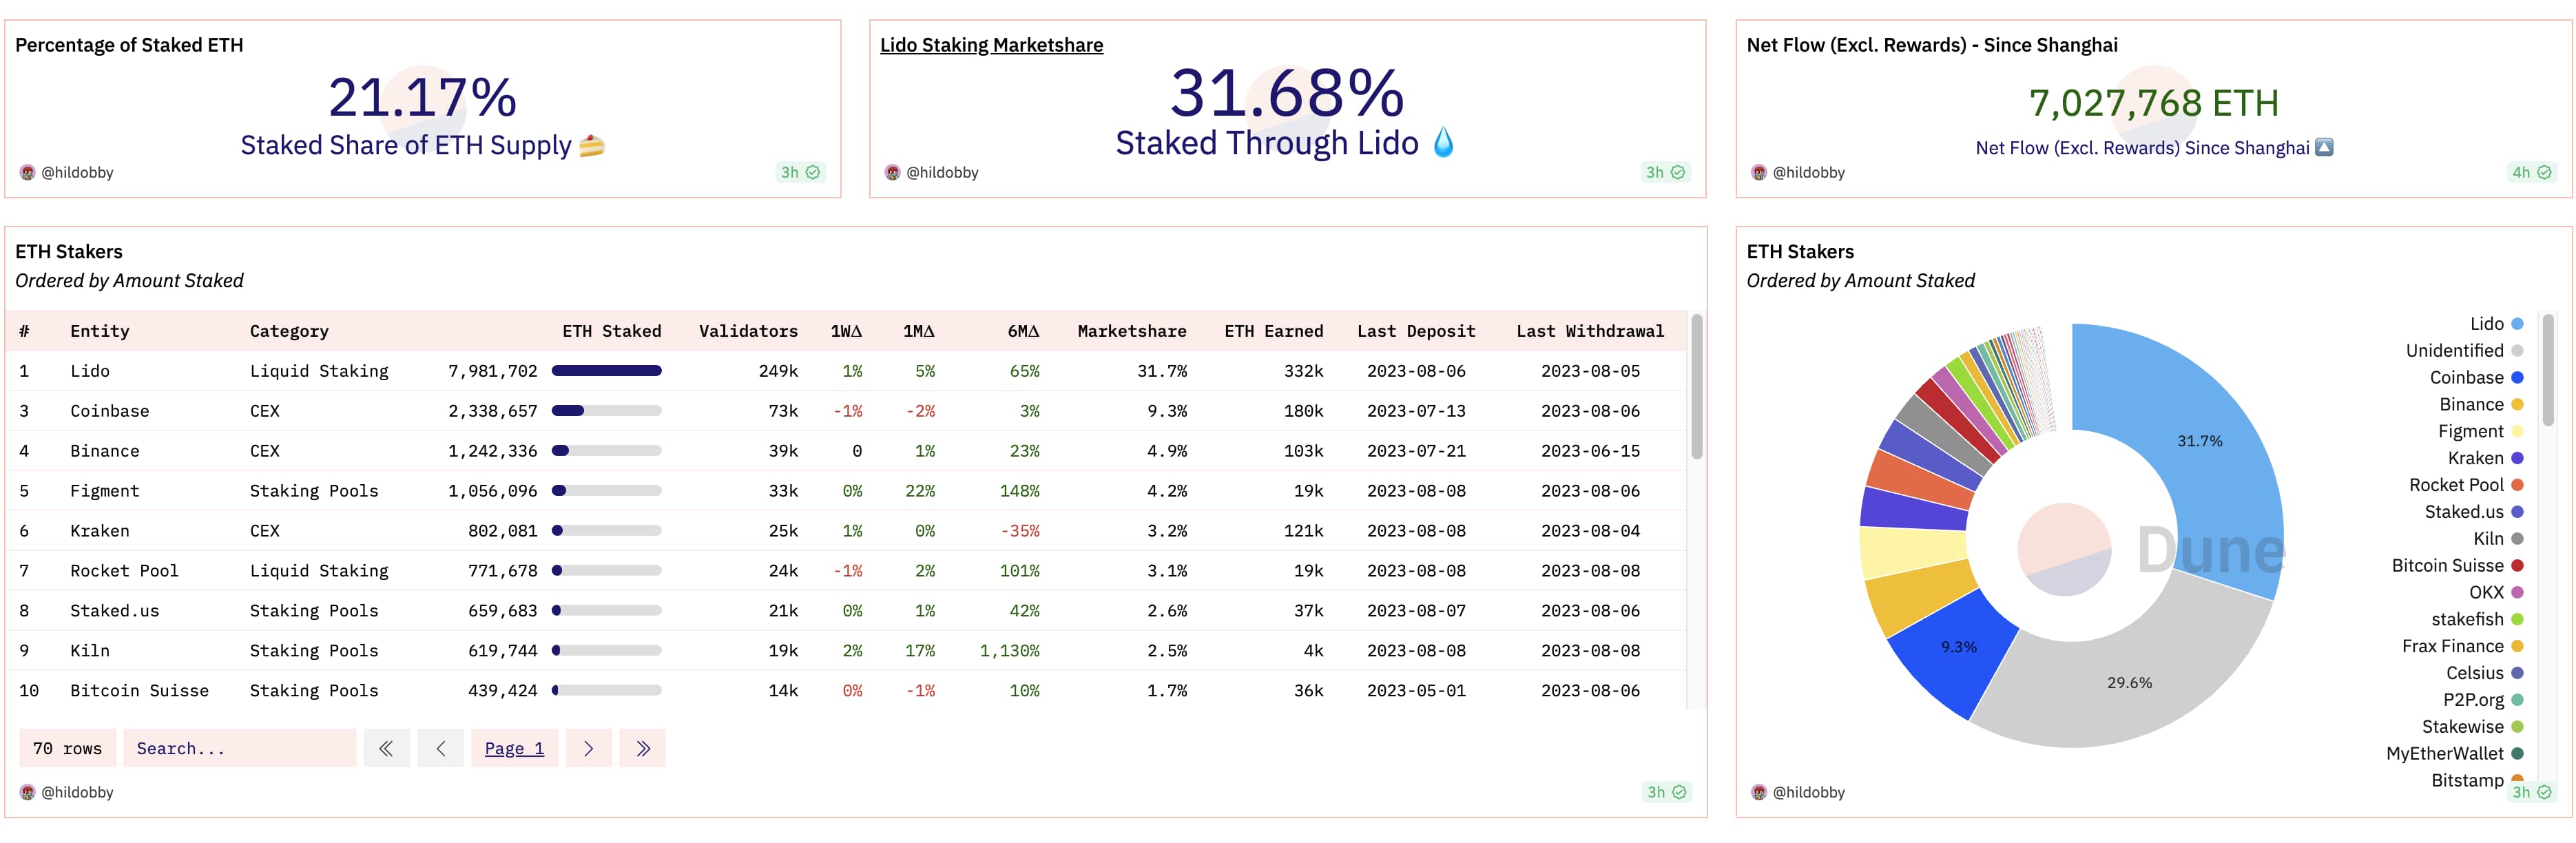 Percentage of Staked ETH
21.17%
Staked Share of ETH Supply 🍰
@hildobby
3h
Lido Staking Marketshare
31.68%
Staked Through Lido 💧
@hildobby
3h
Net Flow (Excl. Rewards) - Since Shanghai
7,027,768 ETH
Net Flow (Excl. Rewards) Since Shanghai 🔼
@hildobby
4h
ETH Stakers
Ordered by Amount Staked
# Entity Category ETH Staked Validators 1WΔ 1MΔ 6MΔ Marketshare ETH Earned Last Deposit Last Withdrawal
1 Lido Liquid Staking 7,981,702 249k 1% 5% 65% 31.7% 332k 2023-08-06 2023-08-05
3 Coinbase CEX 2,338,657 73k -1% -2% 3% 9.3% 180k 2023-07-13 2023-08-06
4 Binance CEX 1,242,336 39k 0 1% 23% 4.9% 103k 2023-07-21 2023-06-15
5 Figment Staking Pools 1,056,096 33k 0% 22% 148% 4.2% 19k 2023-08-08 2023-08-06
6 Kraken CEX 802,081 25k 1% 0% -35% 3.2% 121k 2023-08-08 2023-08-04
7 Rocket Pool Liquid Staking 771,678 24k -1% 2% 101% 3.1% 19k 2023-08-08 2023-08-08
8 Staked.us Staking Pools 659,683 21k 0% 1% 42% 2.6% 37k 2023-08-07 2023-08-06
9 Kiln Staking Pools 619,744 19k 2% 17% 1,130% 2.5% 4k 2023-08-08 2023-08-08
10 Bitcoin Suisse Staking Pools 439,424 14k 0% -1% 10% 1.7% 36k 2023-05-01 2023-08-06
70 rows Search... Page 1
@hildobby
3h
ETH Stakers
Ordered by Amount Staked
31.7%
29.6%
9.3%
Dune
Lido
Unidentified
Coinbase
Binance
Figment
Kraken
Rocket Pool
Staked.us
Kiln
Bitcoin Suisse
OKX
stakefish
Frax Finance
Celsius
P2P.org
Stakewise
MyEtherWallet
Bitstamp
@hildobby
3h